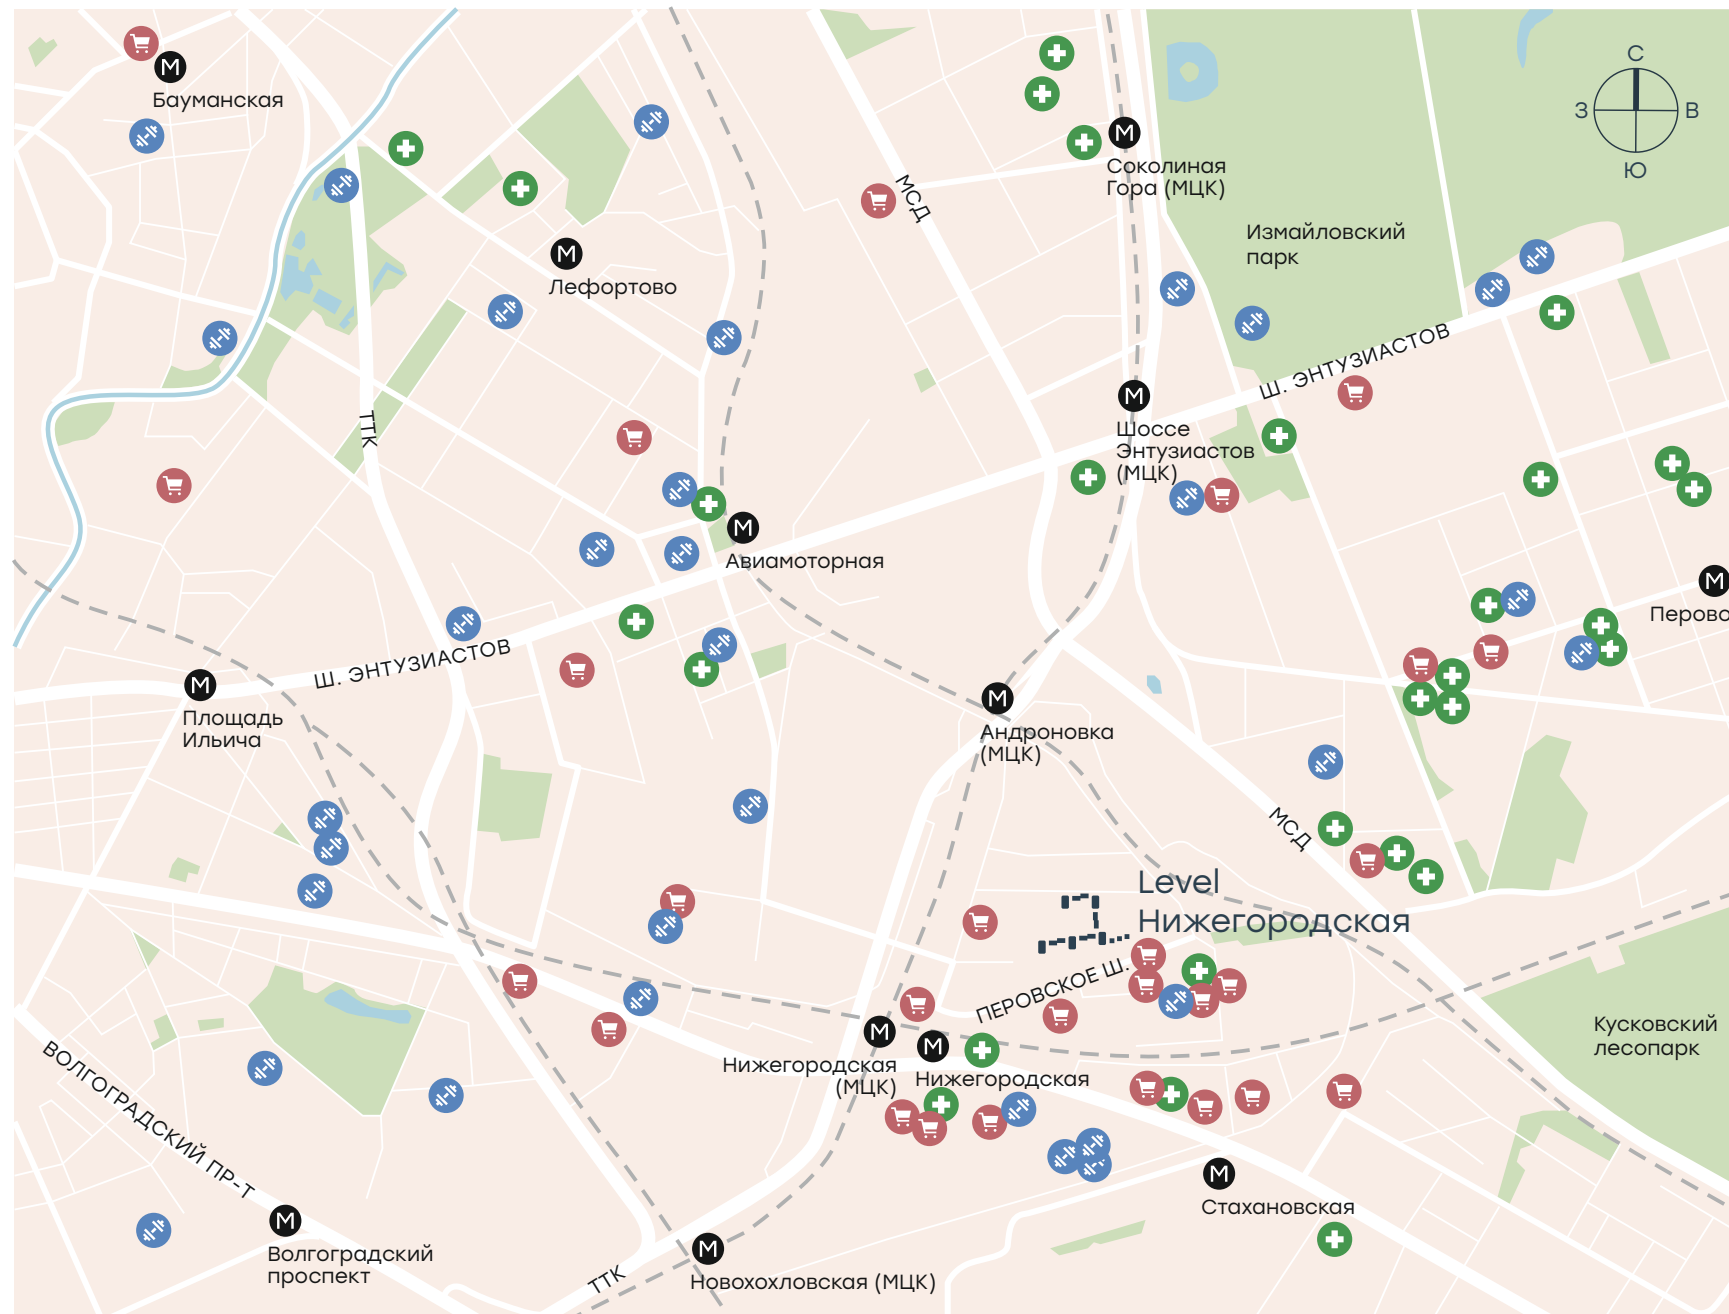 М
Бауманская
С
З
В
Ю
М
Соколиная
Гора (МЦК)
МСД
Измайловский
парк
М
Лефортово
Ш. ЭНТУЗИАСТОВ
М
Шоссе
Энтузиастов
(МЦК)
ТТК
М
Авиамоторная
М
Перово
Ш. ЭНТУЗИАСТОВ
М
Площадь
Ильича
М
Андроновка
(МЦК)
МСД
Level
Нижегородская
ПЕРОВСКОЕ Ш.
Кусковский
лесопарк
М
Нижегородская
(МЦК)
М
Нижегородская
ВОЛГОГРАДСКИЙ ПР-Т
М
Стахановская
М
Волгоградский
проспект
М
Новохохловская (МЦК)
ТТК